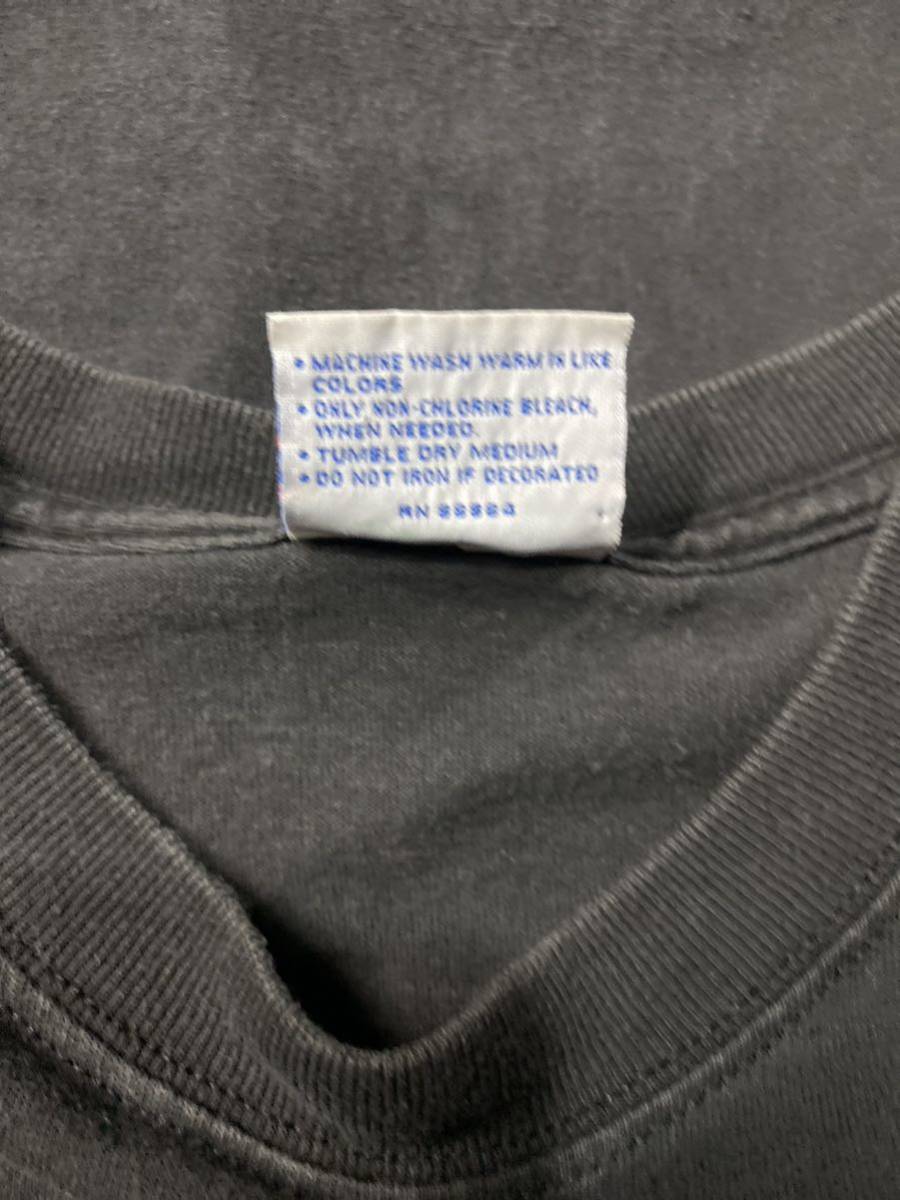 • MACHINE WASH WARM IN LIKE
COLORS
• ONLY NON-CHLORINE BLEACH,
WHEN NEEDED.
• TUMBLE DRY MEDIUM
• DO NOT IRON IF DECORATED
RN